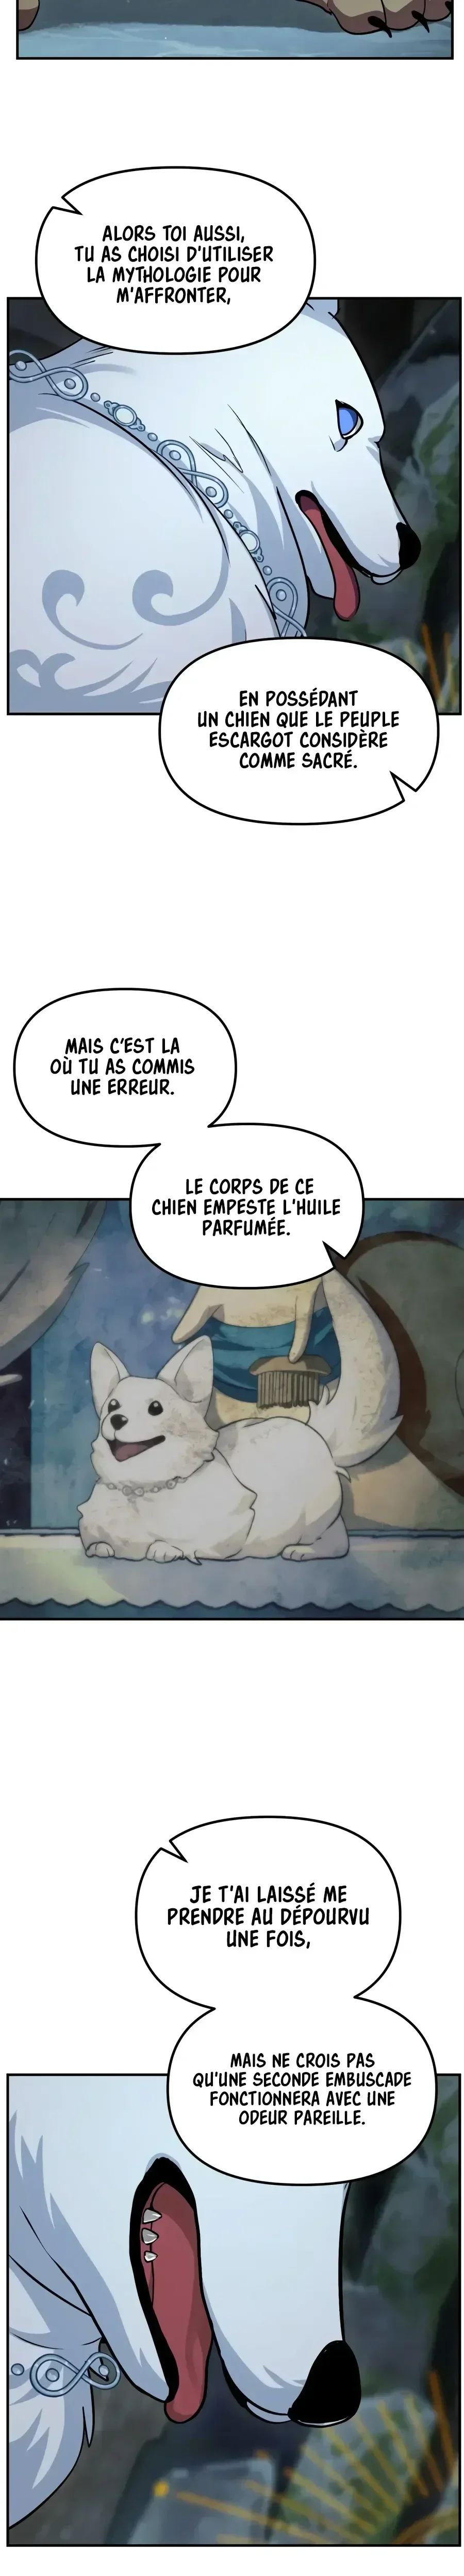 ALORS TOI AUSSI,
TU AS CHOISI D'UTILISER
LA MYTHOLOGIE POUR
M'AFFRONTER,
EN POSSÉDANT
UN CHIEN QUE LE PEUPLE
ESCARGOT CONSIDÈRE
COMME SACRÉ.
MAIS C'EST LÀ
OÙ TU AS COMMIS
UNE ERREUR.
LE CORPS DE CE
CHIEN EMPESTE L'HUILE
PARFUMÉE.
JE T'AI LAISSÉ ME
PRENDRE AU DÉPOURVU
UNE FOIS,
MAIS NE CROIS PAS
QU'UNE SECONDE EMBUSCADE
FONCTIONNERA AVEC UNE
ODEUR PAREILLE.